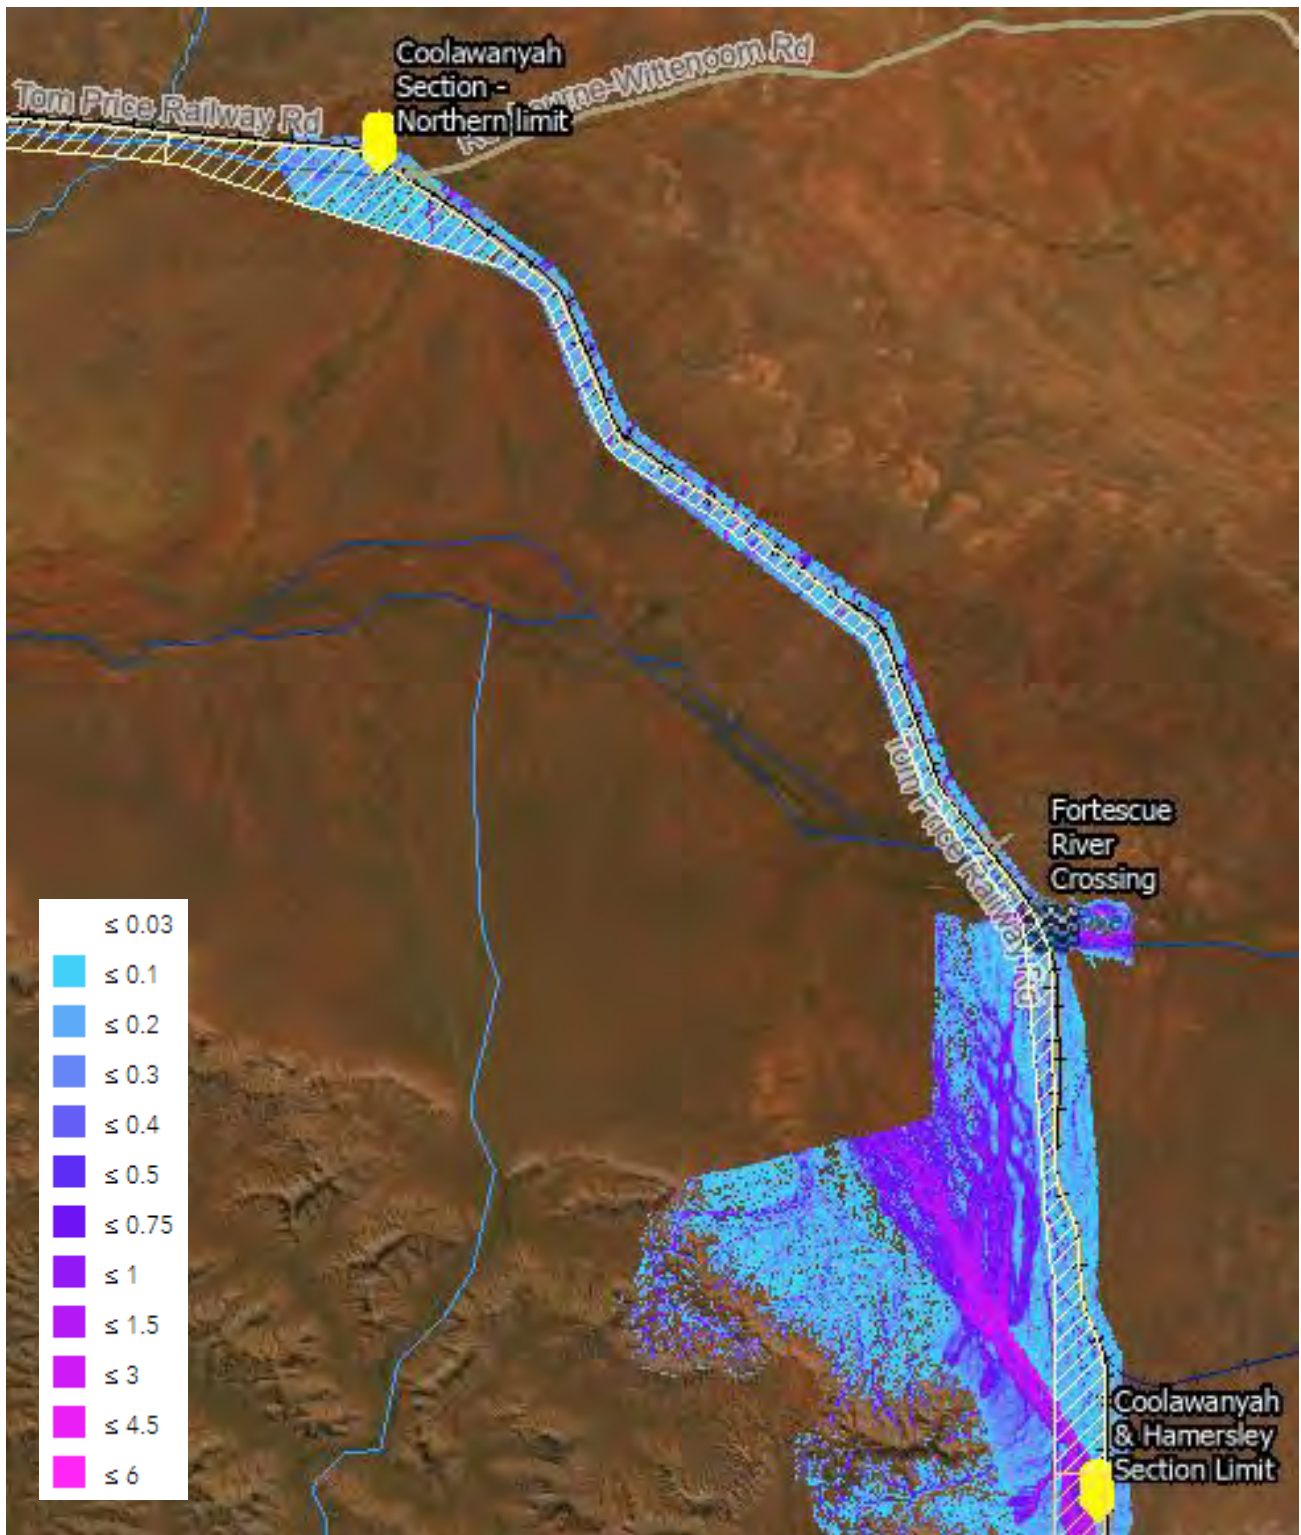 Coolawanyah
Section -
Northern limit
Tom Price Railway Rd
urne-Wittenoom Rd
Tom Price Railway Rd
Fortescue
River
Crossing
≤ 0.03
≤ 0.1
≤ 0.2
≤ 0.3
≤ 0.4
≤ 0.5
≤ 0.75
≤ 1
≤ 1.5
≤ 3
≤ 4.5
≤ 6
Coolawanyah
& Hamersley
Section Limit